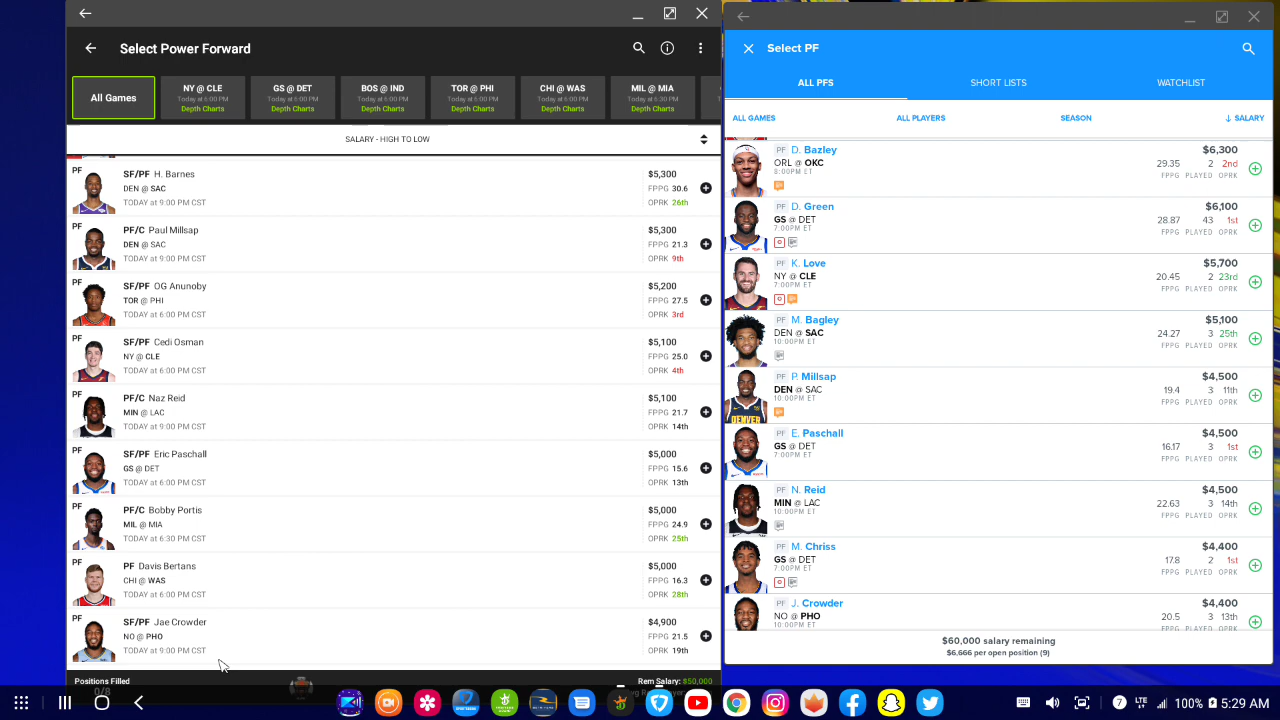 Select Power Forward
All Games
NY @ CLE
Today at 6:00 PM
Depth Charts
GS @ DET
Today at 6:00 PM
Depth Charts
BOS @ IND
Today at 6:00 PM
Depth Charts
TOR @ PHI
Today at 6:00 PM
Depth Charts
CHI @ WAS
Today at 6:00 PM
Depth Charts
MIL @ MIA
Today at 6:30 PM
Depth Charts
SALARY - HIGH TO LOW
PF SF/PF H. Barnes $5,300
DEN @ SAC FPPG 30.6
TODAY at 9:00 PM CST OPRK 26th
PF PF/C Paul Millsap $5,300
DEN @ SAC FPPG 21.3
TODAY at 9:00 PM CST OPRK 9th
PF SF/PF OG Anunoby $5,200
TOR @ PHI FPPG 27.5
TODAY at 6:00 PM CST OPRK 3rd
PF SF/PF Cedi Osman $5,100
NY @ CLE FPPG 25.0
TODAY at 6:00 PM CST OPRK 4th
PF PF/C Naz Reid $5,100
MIN @ LAC FPPG 21.7
TODAY at 9:00 PM CST OPRK 14th
PF SF/PF Eric Paschall $5,000
GS @ DET FPPG 15.6
TODAY at 6:00 PM CST OPRK 13th
PF PF/C Bobby Portis $5,000
MIL @ MIA FPPG 24.9
TODAY at 6:30 PM CST OPRK 25th
PF PF Davis Bertans $5,000
CHI @ WAS FPPG 16.3
TODAY at 6:00 PM CST OPRK 28th
PF SF/PF Jae Crowder $4,900
NO @ PHO FPPG 21.5
TODAY at 9:00 PM CST OPRK 19th
Positions Filled Rem Salary: $50,000
0/8
Select PF
ALL PFS SHORT LISTS WATCHLIST
ALL GAMES ALL PLAYERS SEASON ↓ SALARY
PF D. Bazley $6,300
ORL @ OKC 29.35 2 2nd
8:00PM ET FPPG PLAYED OPRK
PF D. Green $6,100
GS @ DET 28.87 43 1st
7:00PM ET FPPG PLAYED OPRK
PF K. Love $5,700
NY @ CLE 20.45 2 23rd
7:00PM ET FPPG PLAYED OPRK
PF M. Bagley $5,100
DEN @ SAC 24.27 3 25th
10:00PM ET FPPG PLAYED OPRK
PF P. Millsap $4,500
DEN @ SAC 19.4 3 11th
10:00PM ET FPPG PLAYED OPRK
PF E. Paschall $4,500
GS @ DET 16.17 3 1st
7:00PM ET FPPG PLAYED OPRK
PF N. Reid $4,500
MIN @ LAC 22.63 3 14th
10:00PM ET FPPG PLAYED OPRK
PF M. Chriss $4,400
GS @ DET 17.8 2 1st
7:00PM ET FPPG PLAYED OPRK
PF J. Crowder $4,400
NO @ PHO 20.5 3 13th
10:00PM ET FPPG PLAYED OPRK
$60,000 salary remaining
$6,666 per open position (9)
7 LTE 100% 5:29 AM